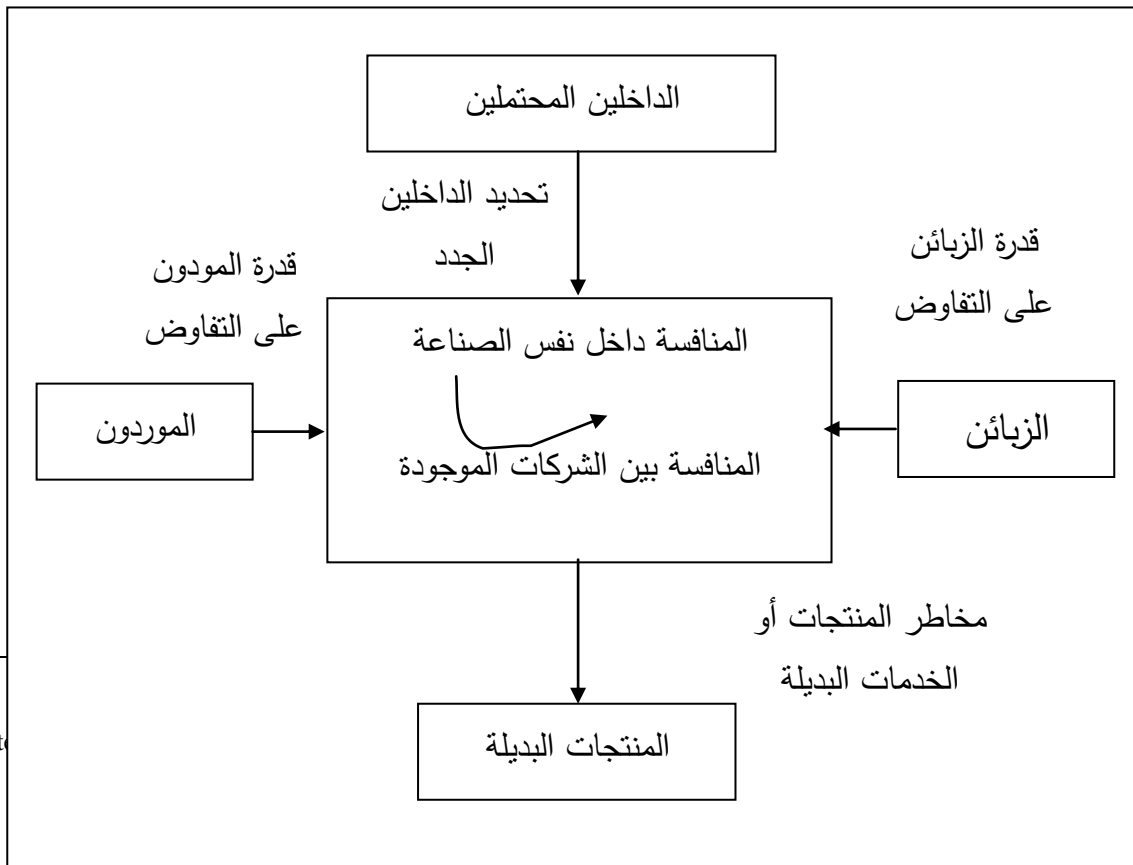 الداخلين المحتملين
تحديد الداخلين
الجدد
قدرة الزبائن
على التفاوض
قدرة المودون
على التفاوض
المنافسة داخل نفس الصناعة
المنافسة بين الشركات الموجودة
الزبائن
الموردون
مخاطر المنتجات أو
الخدمات البديلة
المنتجات البديلة